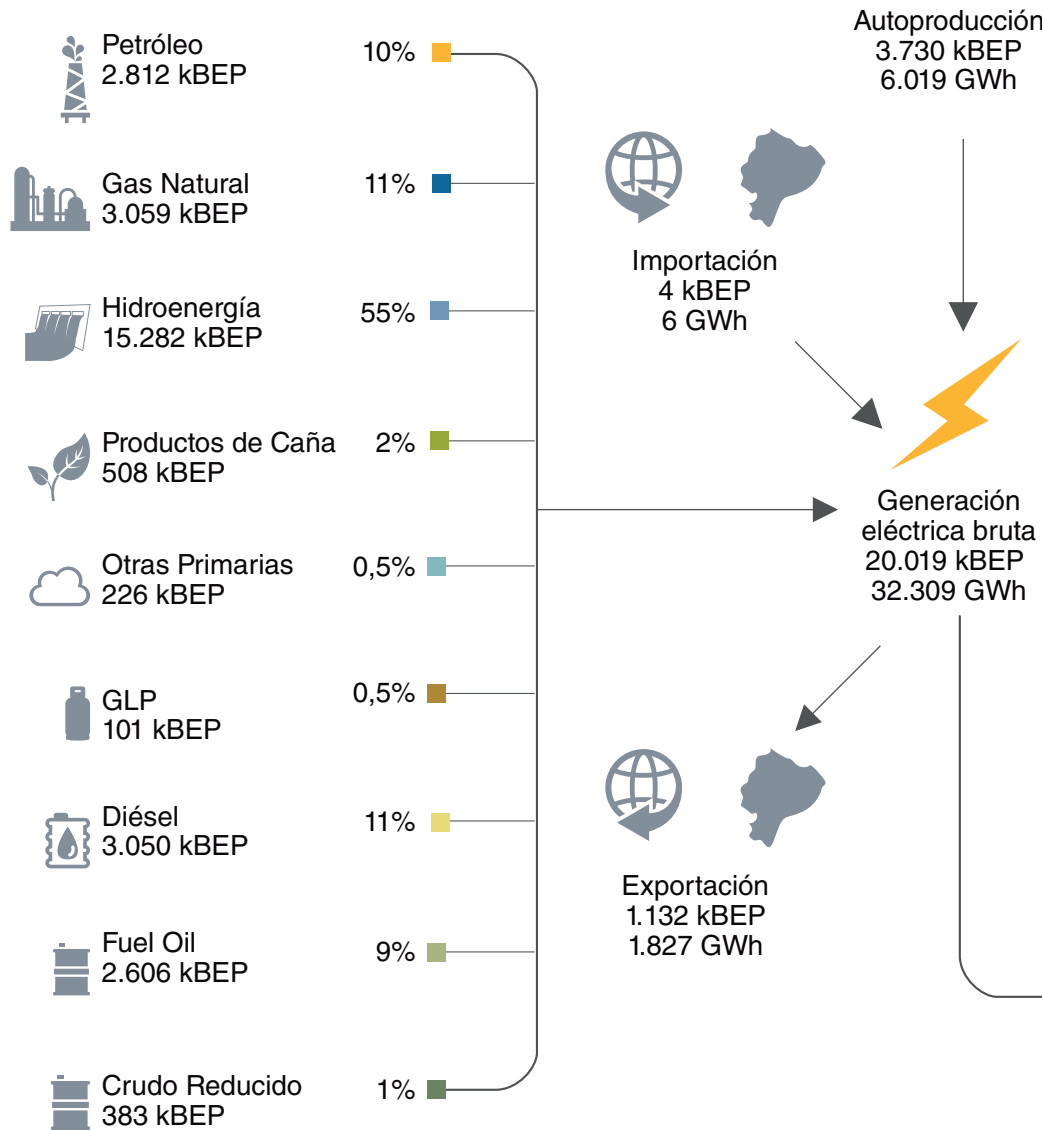 Petróleo
2.812 kBEP
10%
Gas Natural
3.059 kBEP
11%
Hidroenergía
15.282 kBEP
55%
Productos de Caña
508 kBEP
2%
Otras Primarias
226 kBEP
0,5%
GLP
101 kBEP
0,5%
Diésel
3.050 kBEP
11%
Fuel Oil
2.606 kBEP
9%
Crudo Reducido
383 kBEP
1%
Autoproducción
3.730 kBEP
6.019 GWh
Importación
4 kBEP
6 GWh
Generación
eléctrica bruta
20.019 kBEP
32.309 GWh
Exportación
1.132 kBEP
1.827 GWh